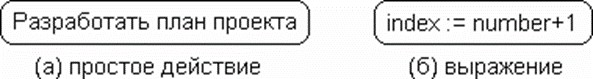 Разработать план проекта
index := number+1
(а) простое действие
(б) выражение